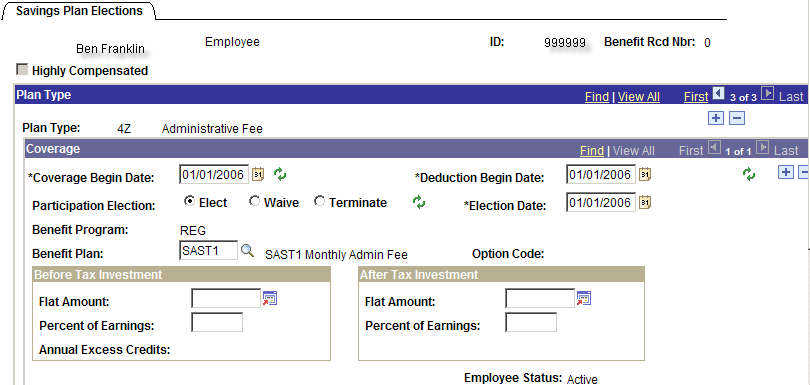 Savings Plan Elections
Ben Franklin Employee ID: 999999 Benefit Rcd Nbr: 0
Highly Compensated
Plan Type Find | View All First 3 of 3 Last
Plan Type: 4Z Administrative Fee
Coverage Find | View All First 1 of 1 Last
*Coverage Begin Date: 01/01/2006 31 *Deduction Begin Date: 01/01/2006 31
Participation Election: Elect Waive Terminate *Election Date: 01/01/2006 31
Benefit Program: REG
Benefit Plan: SAST1 SAST1 Monthly Admin Fee Option Code:
Before Tax Investment After Tax Investment
Flat Amount: Flat Amount:
Percent of Earnings: Percent of Earnings:
Annual Excess Credits:
Employee Status: Active